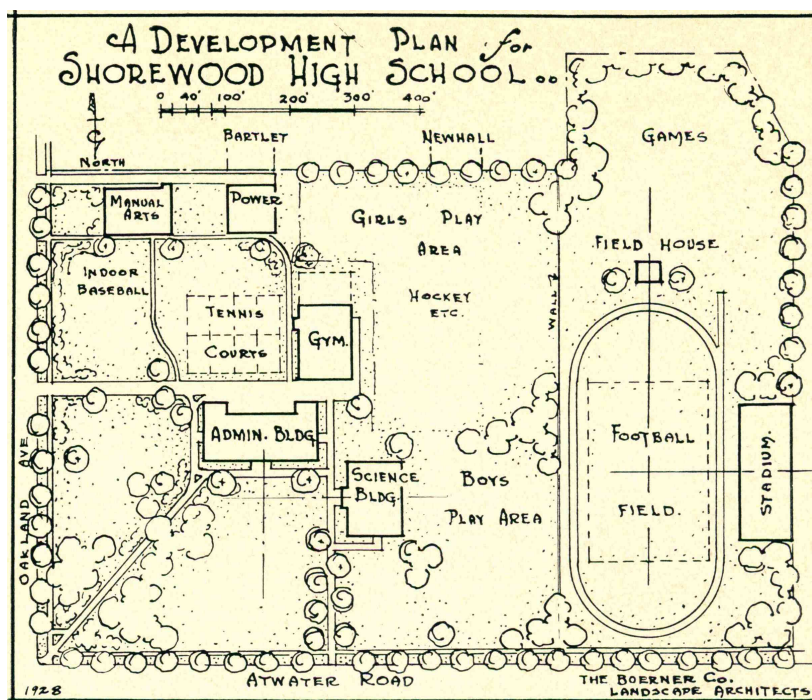 A DEVELOPMENT PLAN for
SHOREWOOD HIGH SCHOOL..
0 40' 100' 200' 300' 400'
NORTH
BARTLET
NEWHALL
GAMES
MANUAL
ARTS
POWER
GIRLS PLAY
AREA
FIELD HOUSE
INDOOR
BASEBALL
HOCKEY
ETC.
TENNIS
COURTS
GYM.
WALL
ADMIN. BLDG
FOOTBALL
FIELD.
STADIUM.
SCIENCE
BLDG.
BOYS
PLAY AREA
OAKLAND AVE
ATWATER ROAD
1928
THE BOERNER CO.
LANDSCAPE ARCHITECTS